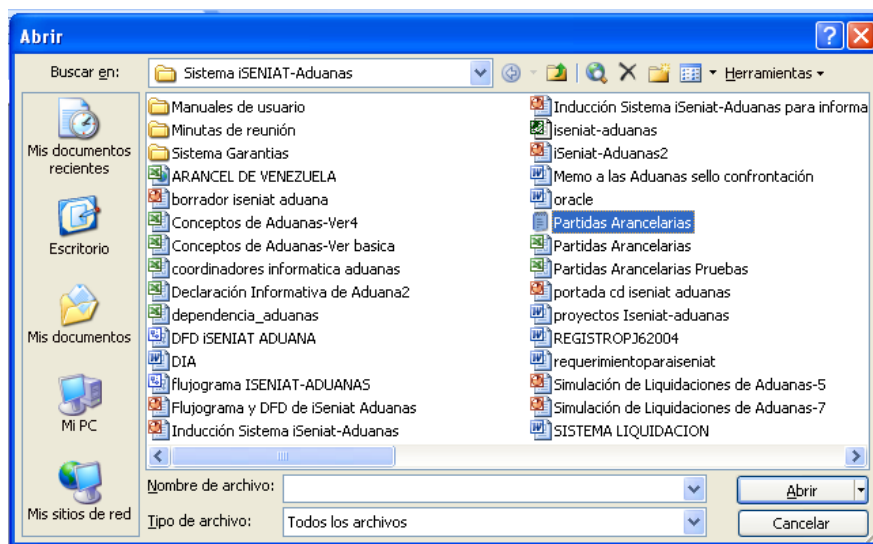 Abrir
Buscar en:
Sistema iSENIAT-Aduanas
Herramientas
Mis documentos
recientes
Escritorio
Mis documentos
Mi PC
Mis sitios de red
Manuales de usuario
Minutas de reunión
Sistema Garantias
ARANCEL DE VENEZUELA
borrador iseniat aduana
Conceptos de Aduanas-Ver4
Conceptos de Aduanas-Ver basica
coordinadores informatica aduanas
Declaración Informativa de Aduana2
dependencia_aduanas
DFD iSENIAT ADUANA
DIA
flujograma ISENIAT-ADUANAS
Flujograma y DFD de iSeniat Aduanas
Inducción Sistema iSeniat-Aduanas
Inducción Sistema iSeniat-Aduanas para informa
iseniat-aduanas
iSeniat-Aduanas2
Memo a las Aduanas sello confrontación
oracle
Partidas Arancelarias
Partidas Arancelarias
Partidas Arancelarias Pruebas
portada cd iseniat aduanas
proyectos Iseniat-aduanas
REGISTROPJ62004
requerimientoparaiseniat
Simulación de Liquidaciones de Aduanas-5
Simulación de Liquidaciones de Aduanas-7
SISTEMA LIQUIDACION
Nombre de archivo:
Abrir
Tipo de archivo:
Todos los archivos
Cancelar